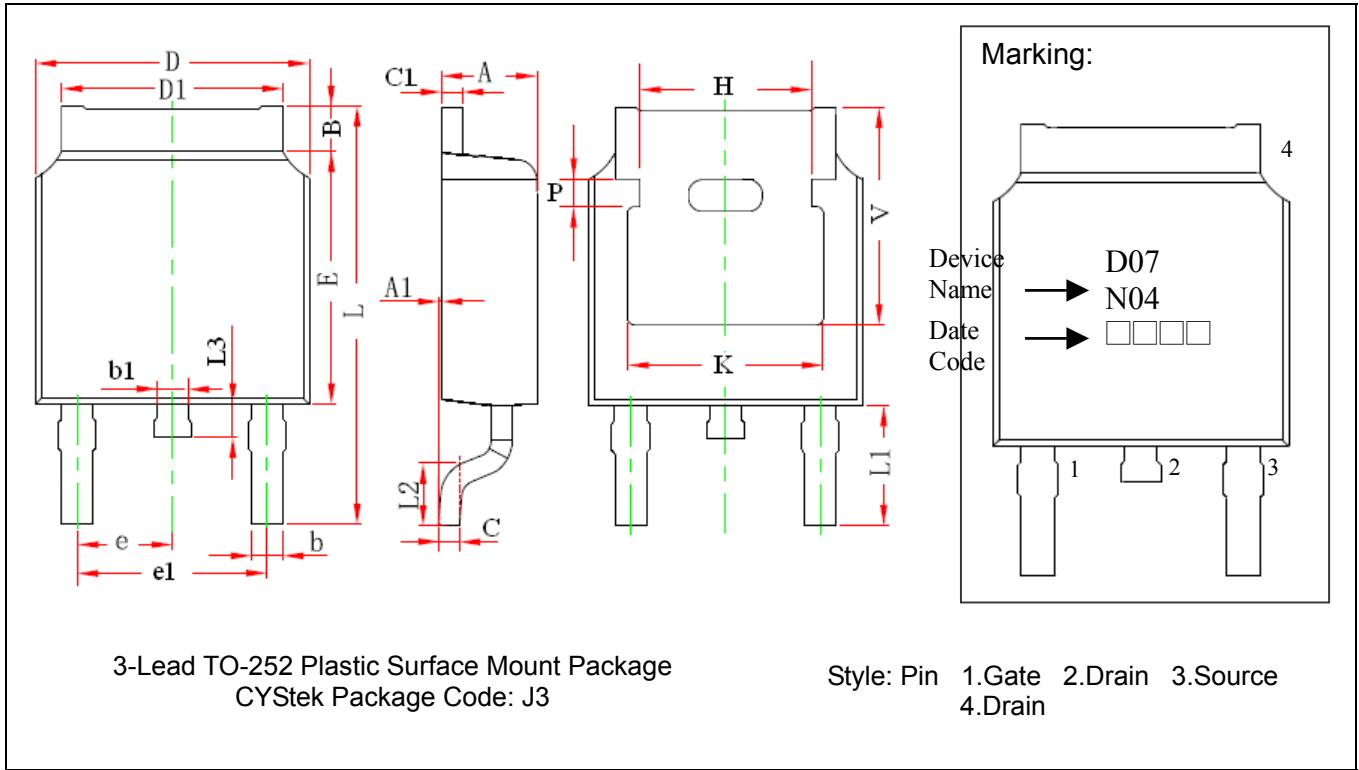 D
D1
B
E
L
L3
b1
e
e1
b
C1
A
A1
L2
C
H
P
V
K
L1
Marking:
4
Device
Name
D07
N04
Date
Code
□□□□
1
2
3
3-Lead TO-252 Plastic Surface Mount Package
CYStek Package Code: J3
Style: Pin 1.Gate 2.Drain 3.Source
4.Drain